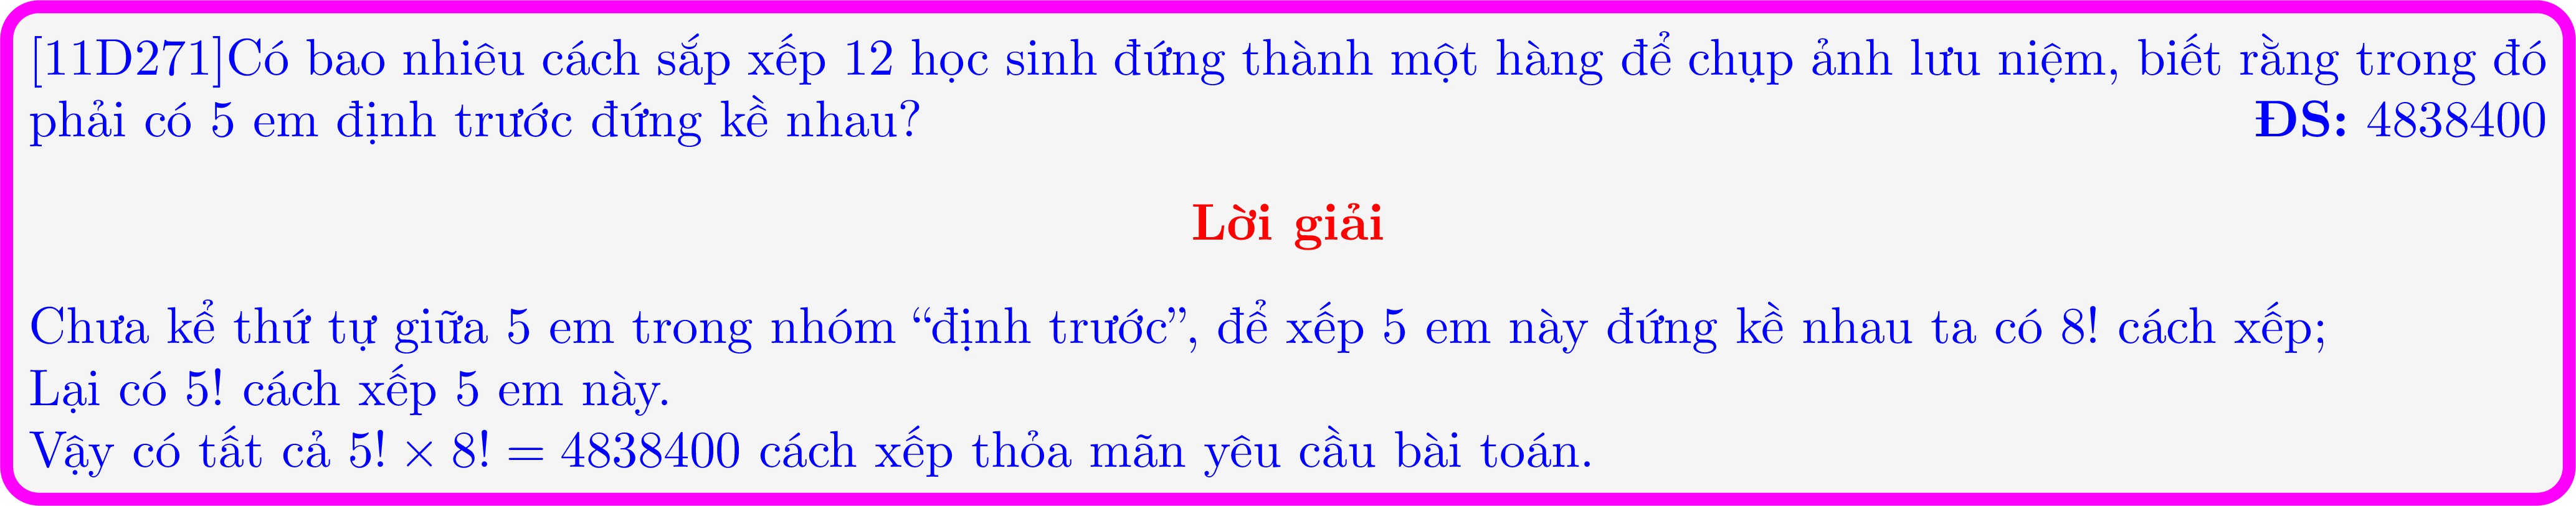 [11D271]Có bao nhiêu cách sắp xếp 12 học sinh đứng thành một hàng để chụp ảnh lưu niệm, biết rằng trong đó
phải có 5 em định trước đứng kề nhau? ĐS: 4838400
Lời giải
Chưa kể thứ tự giữa 5 em trong nhóm “định trước”, để xếp 5 em này đứng kề nhau ta có 8! cách xếp;
Lại có 5! cách xếp 5 em này.
Vậy có tất cả 5! × 8! = 4838400 cách xếp thỏa mãn yêu cầu bài toán.